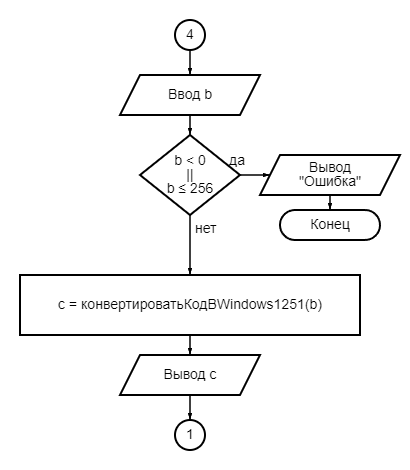 4
Ввод b
b < 0
||
b ≤ 256
да
Вывод
"Ошибка"
Конец
нет
c = конвертироватьКодВWindows1251(b)
Вывод c
1